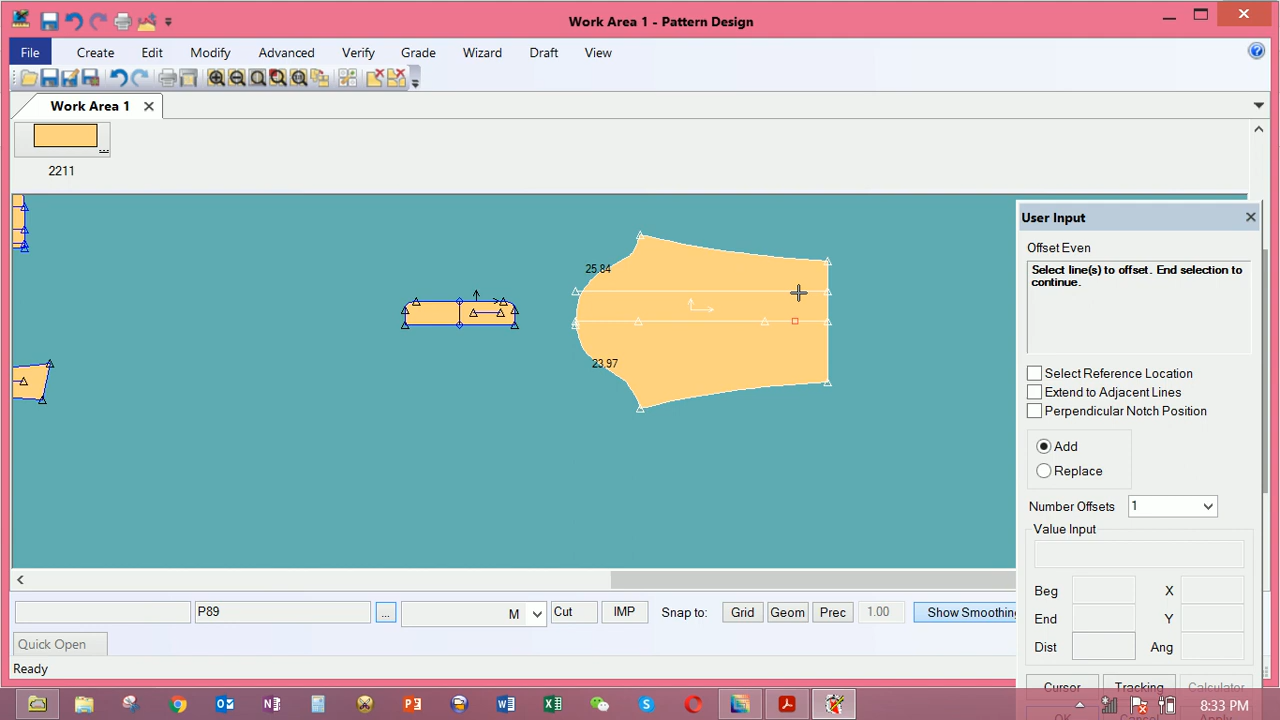 Work Area 1 - Pattern Design
File Create Edit Modify Advanced Verify Grade Wizard Draft View
Work Area 1
...
2211
User Input
Offset Even
Select line(s) to offset. End selection to
continue.
25.84
23.97
Select Reference Location
Extend to Adjacent Lines
Perpendicular Notch Position
Add
Replace
Number Offsets 1
Value Input
Beg X
End Y
Dist Ang
P89 ... M Cut IMP Snap to: Grid Geom Prec 1.00 Show Smoothing
Quick Open
Ready
Cursor Tracking Calculator
8:33 PM